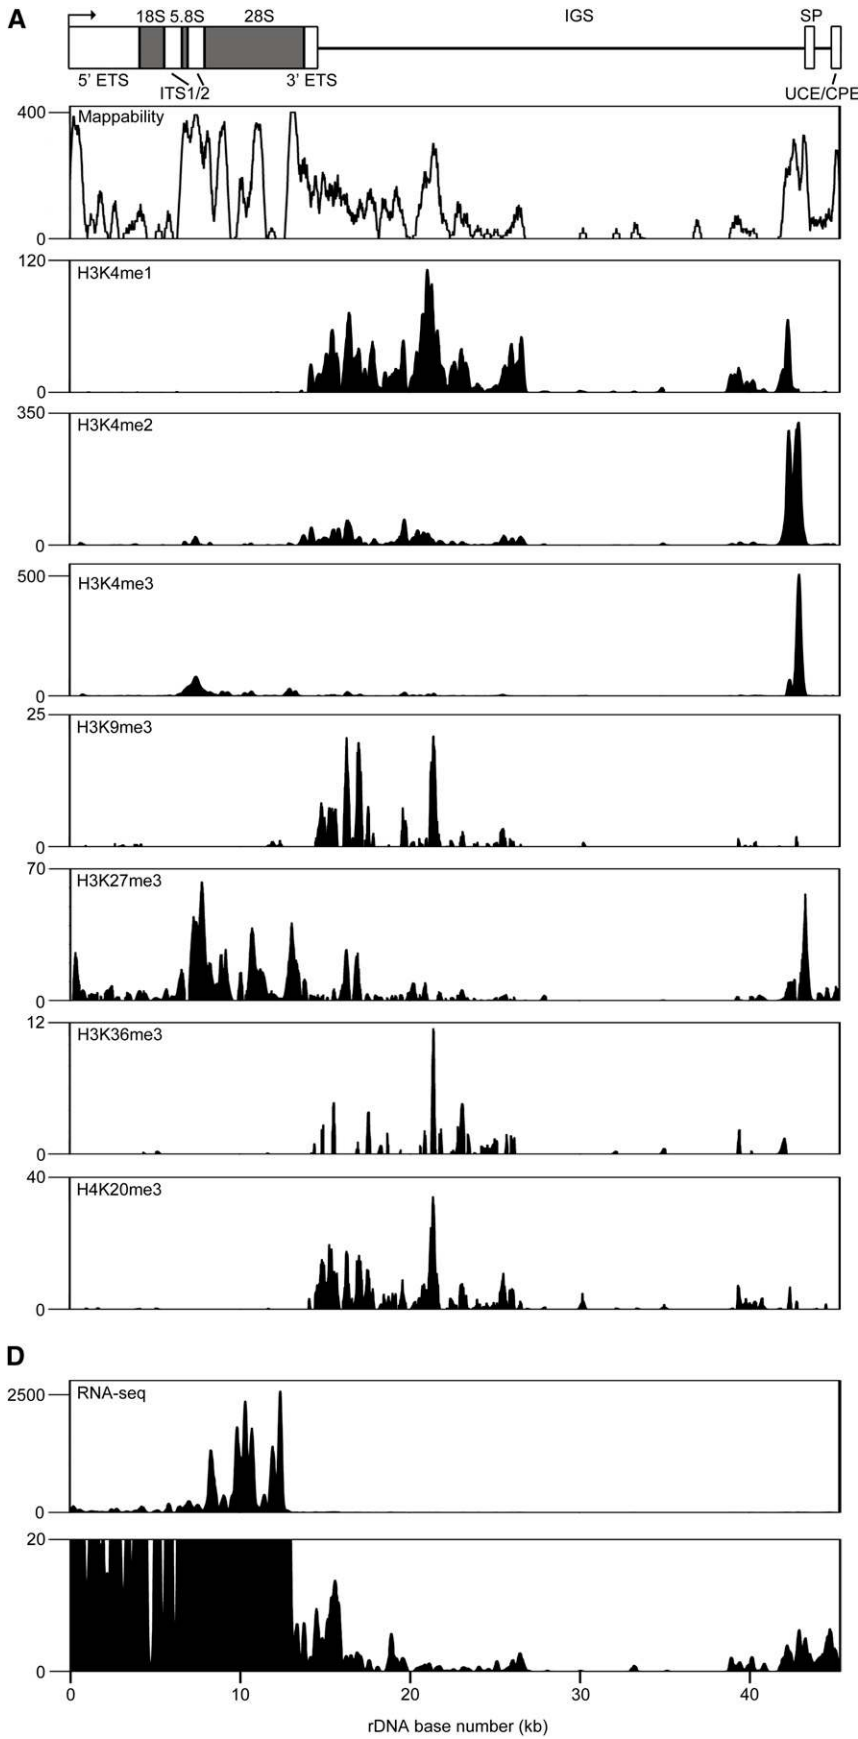 A
18S 5.8S 28S IGS SP
5' ETS 3' ETS
ITS1/2 UCE/CPE
400
Mappability
0
120
H3K4me1
0
350
H3K4me2
0
500
H3K4me3
0
25
H3K9me3
0
70
H3K27me3
0
12
H3K36me3
0
40
H4K20me3
0
D
2500
RNA-seq
0
20
0
0 10 20 30 40
rDNA base number (kb)